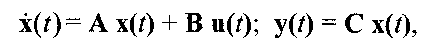 ẋ(t) = A x(t) + B u(t); y(t) = C x(t),